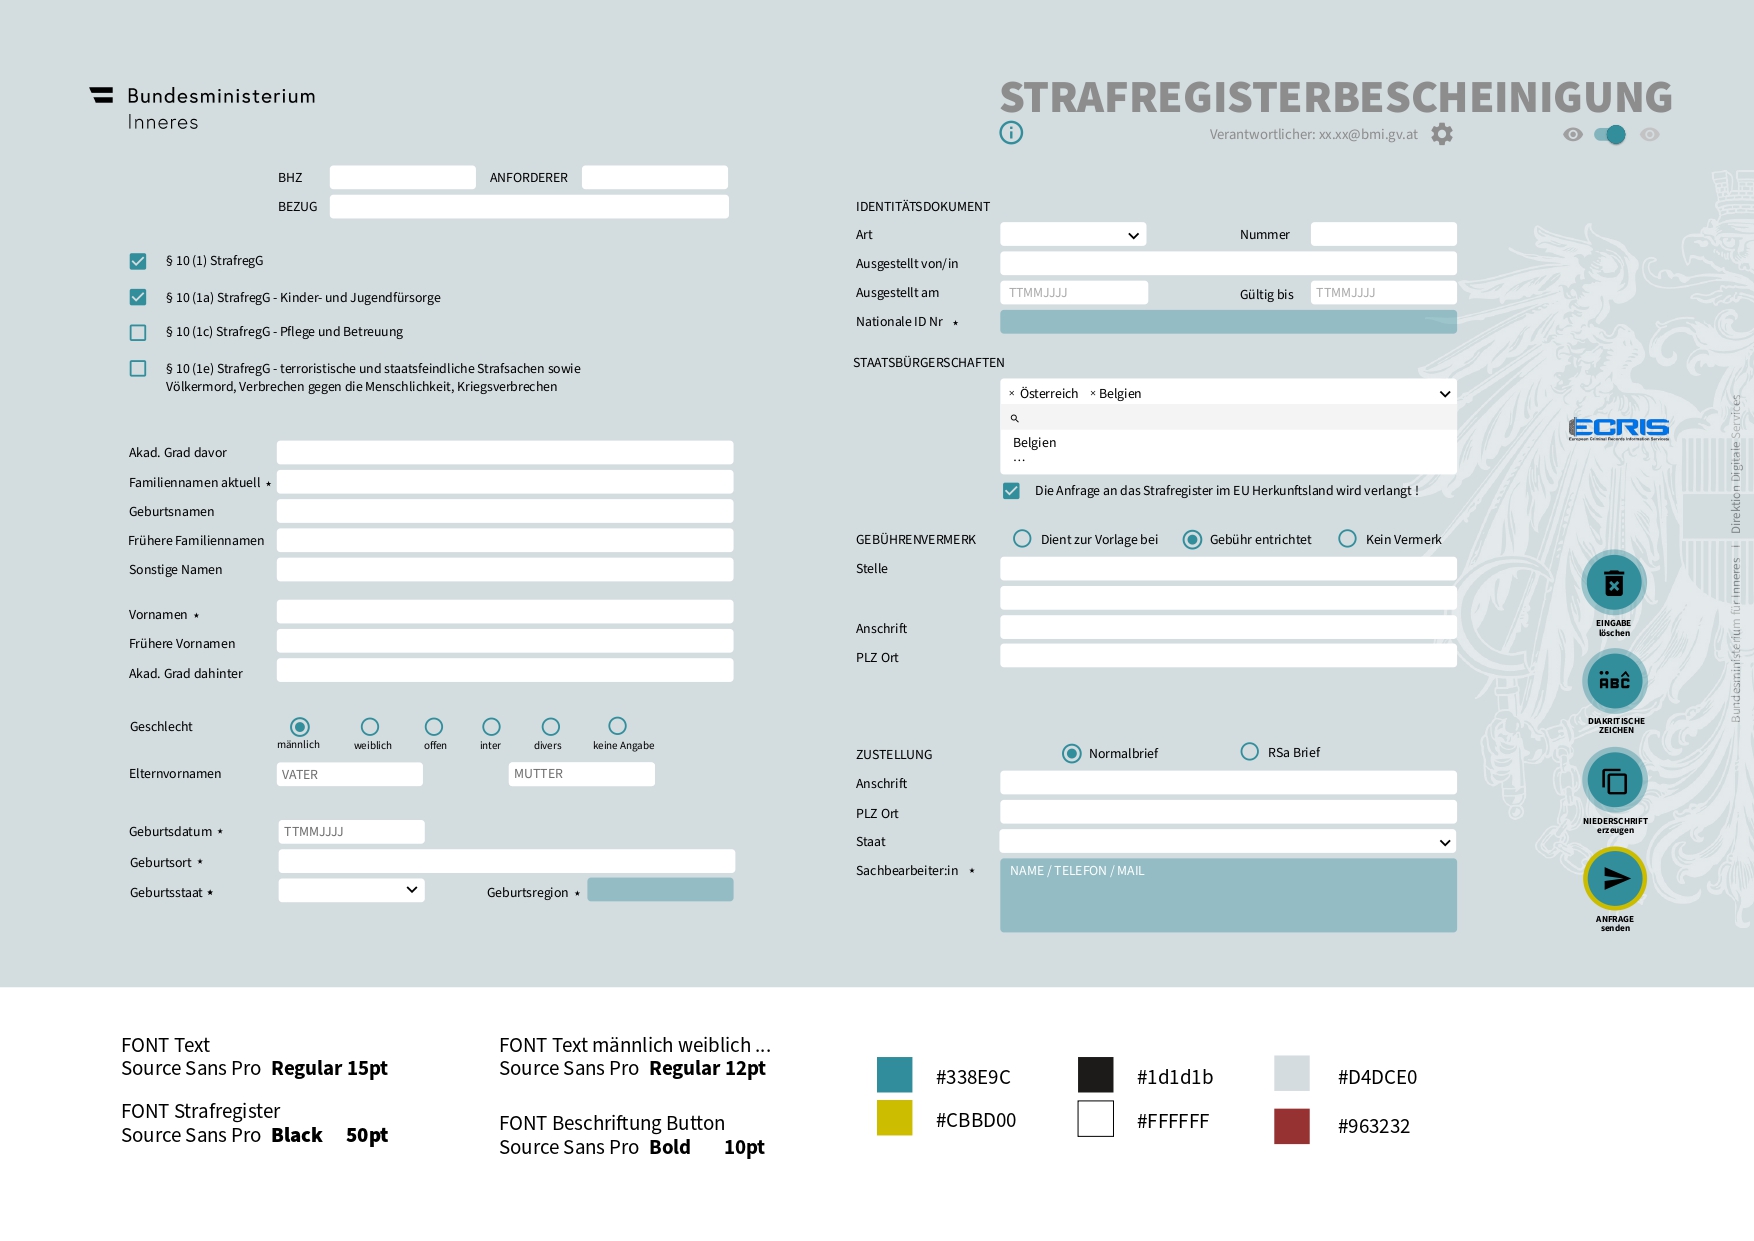 Bundesministerium
Inneres
STRAFREGISTERBESCHEINIGUNG
Verantwortlicher: xx.xx@bmi.gv.at
BHZ
ANFORDERER
BEZUG
§ 10 (1) StrafregG
§ 10 (1a) StrafregG - Kinder- und Jugendfürsorge
§ 10 (1c) StrafregG - Pflege und Betreuung
§ 10 (1e) StrafregG - terroristische und staatsfeindliche Strafsachen sowie
Völkermord, Verbrechen gegen die Menschlichkeit, Kriegsverbrechen
Akad. Grad davor
Familiennamen aktuell *
Geburtsnamen
Frühere Familiennamen
Sonstige Namen
Vornamen *
Frühere Vornamen
Akad. Grad dahinter
Geschlecht
männlich weiblich offen inter divers keine Angabe
Elternvornamen
VATER
MUTTER
Geburtsdatum *
TTMMJJJJ
Geburtsort *
Geburtsstaat *
Geburtsregion *
IDENTITÄTSDOKUMENT
Art
Nummer
Ausgestellt von/in
Ausgestellt am
TTMMJJJJ
Gültig bis
TTMMJJJJ
Nationale ID Nr *
STAATSBÜRGERSCHAFTEN
× Österreich × Belgien
Belgien
...
Die Anfrage an das Strafregister im EU Herkunftsland wird verlangt !
GEBÜHRENVERMERK
Dient zur Vorlage bei
Gebühr entrichtet
Kein Vermerk
Stelle
Anschrift
PLZ Ort
ZUSTELLUNG
Normalbrief
RSa Brief
Anschrift
PLZ Ort
Staat
Sachbearbeiter:in *
NAME / TELEFON / MAIL
ECRIS
European Criminal Records Information Services
EINGABE
löschen
ÄBĈ
DIAKRITISCHE
ZEICHEN
NIEDERSCHRIFT
erzeugen
ANFRAGE
senden
Bundesministerium für Inneres | Direktion Digitale Services
FONT Text
Source Sans Pro Regular 15pt
FONT Strafregister
Source Sans Pro Black 50pt
FONT Text männlich weiblich ...
Source Sans Pro Regular 12pt
FONT Beschriftung Button
Source Sans Pro Bold 10pt
#338E9C
#CBBD00
#1d1d1b
#FFFFFF
#D4DCE0
#963232